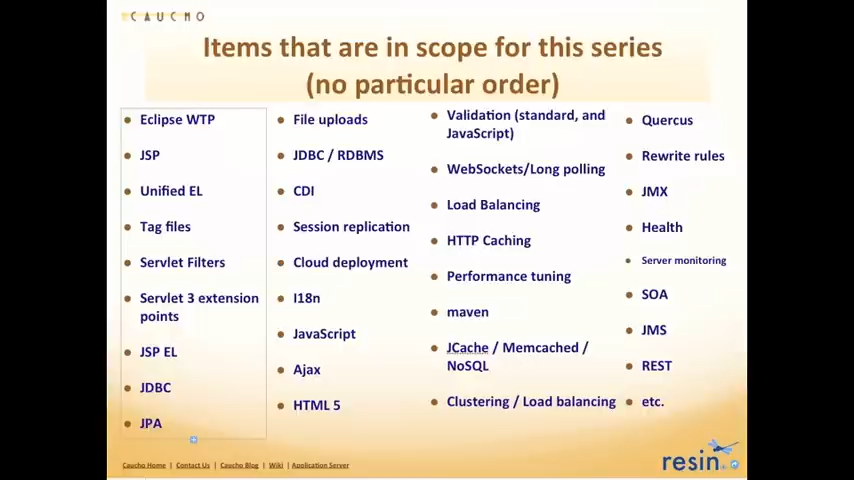 CAUCHO
Items that are in scope for this series
(no particular order)
Eclipse WTP
JSP
Unified EL
Tag files
Servlet Filters
Servlet 3 extension
points
JSP EL
JDBC
JPA
File uploads
JDBC / RDBMS
CDI
Session replication
Cloud deployment
I18n
JavaScript
Ajax
HTML 5
Validation (standard, and
JavaScript)
WebSockets/Long polling
Load Balancing
HTTP Caching
Performance tuning
maven
JCache / Memcached /
NoSQL
Clustering / Load balancing
Quercus
Rewrite rules
JMX
Health
Server monitoring
SOA
JMS
REST
etc.
Caucho Home | Contact Us | Caucho Blog | Wiki | Application Server
resin